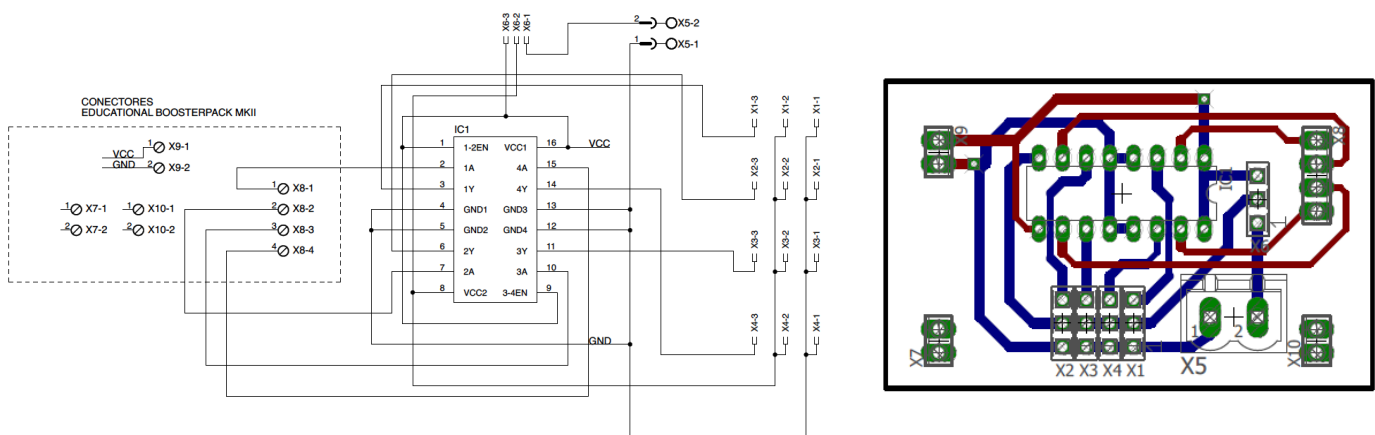 X6-3
X6-2
X6-1
2
X5-2
1
X5-1
CONECTORES
EDUCATIONAL BOOSTERPACK MKII
X1-3
X1-2
X1-1
IC1
1 1-2EN VCC1 16 VCC
2 1A 4A 15
3 1Y 4Y 14
4 GND1 GND3 13
5 GND2 GND4 12
6 2Y 3Y 11
7 2A 3A 10
8 VCC2 3-4EN 9
VCC 1 X9-1
GND 2 X9-2
1 X8-1
1 X7-1
1 X10-1
2 X8-2
2 X7-2
2 X10-2
3 X8-3
4 X8-4
X2-3
X2-2
X2-1
X3-3
X3-2
X3-1
X4-3
X4-2
X4-1
GND
X9
X8
IC1
1
X6
X7
1
X2 X3 X4 X1
1 2
X5
X10